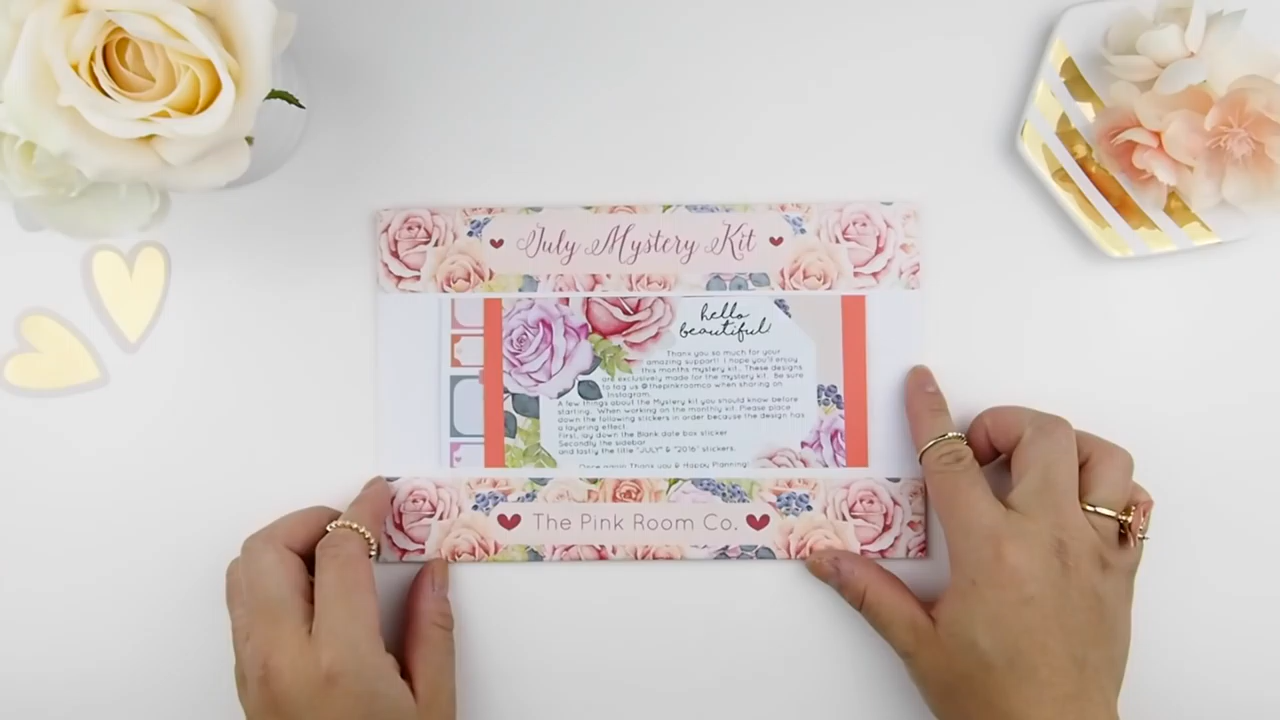 July Mystery Kit
hello
beautiful!
Thank you so much for your
amazing support! I hope you'll enjoy
this months mystery kit. These designs
are exclusively made for the mystery kit. Be sure
to tag us @thepinkroomco when sharing on
Instagram.
A few things about the Mystery kit you should know before
starting. When working on the monthly kit. Please place
down the following stickers in order because the design has
a layering effect.
First, lay down the Blank date box sticker
Secondly the sidebar
and lastly the title "JULY" & "2016" stickers.
Once again Thank you & Happy Planning!
The Pink Room Co.